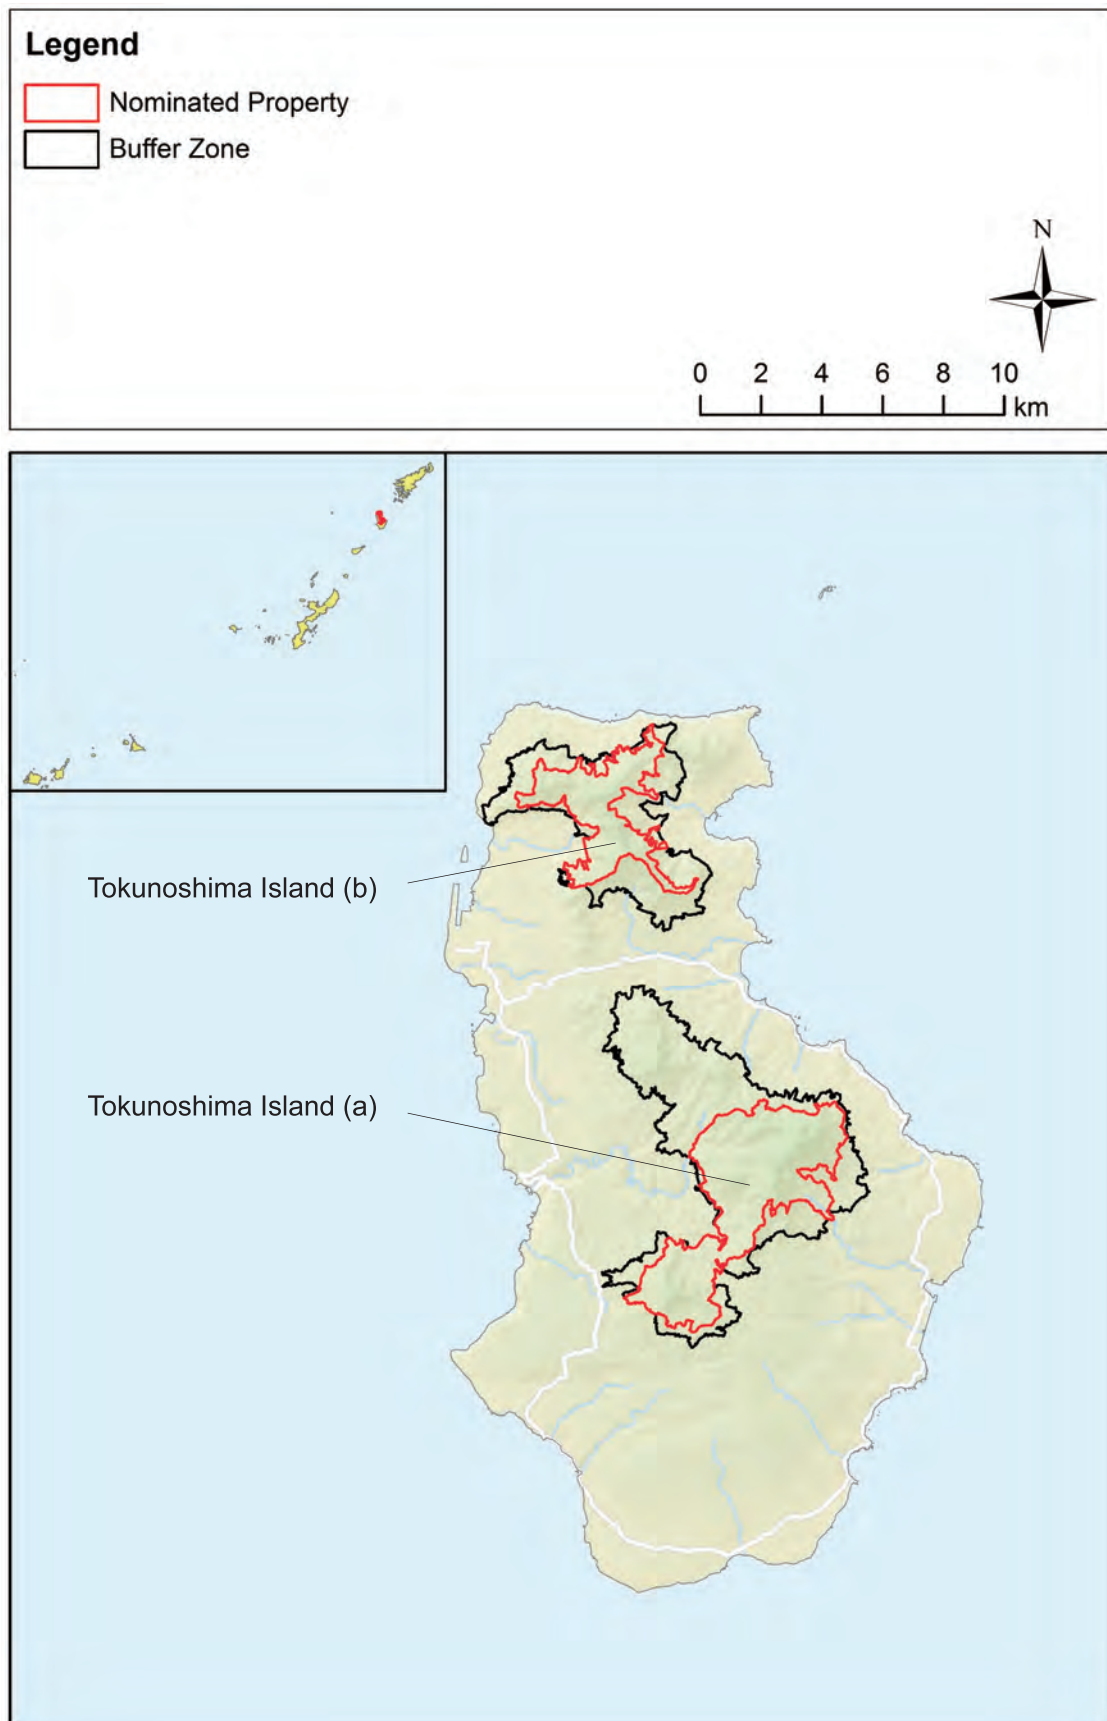 Legend
Nominated Property
Buffer Zone
N
0 2 4 6 8 10
km
Tokunoshima Island (b)
Tokunoshima Island (a)